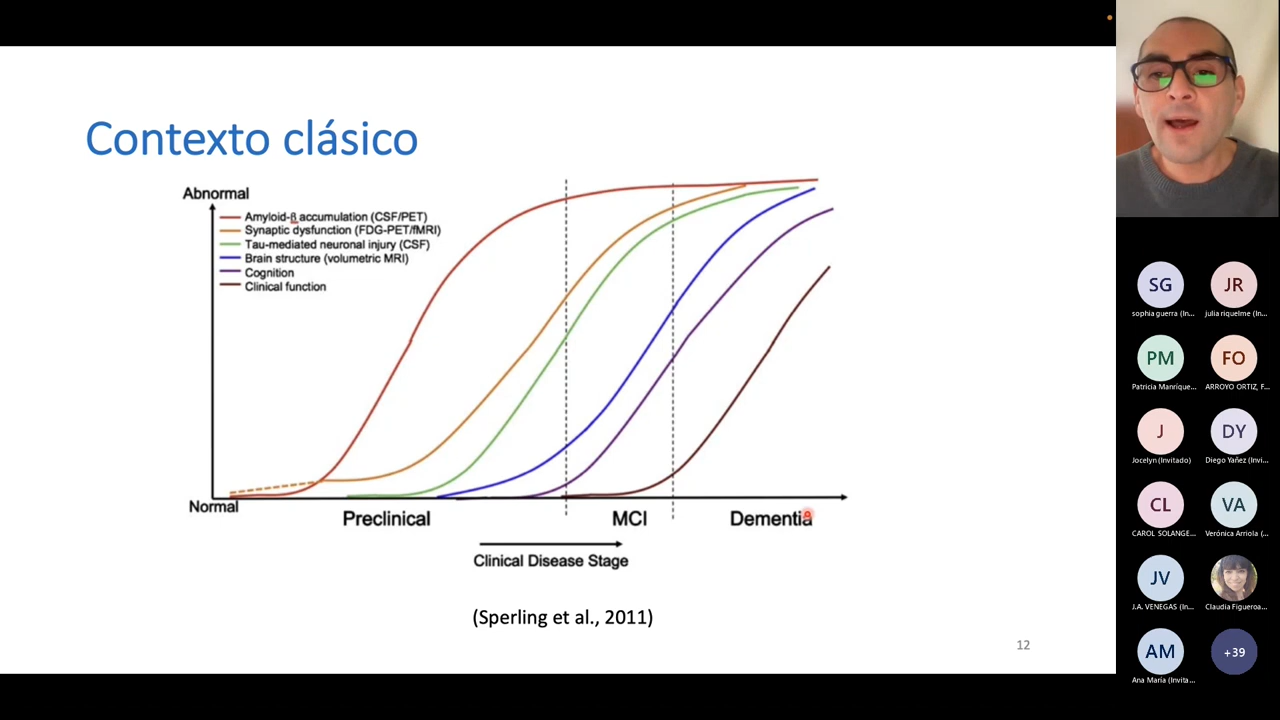 Contexto clásico
Abnormal
Amyloid-β accumulation (CSF/PET)
Synaptic dysfunction (FDG-PET/fMRI)
Tau-mediated neuronal injury (CSF)
Brain structure (volumetric MRI)
Cognition
Clinical function
Normal
Preclinical
MCI
Dementia
Clinical Disease Stage
(Sperling et al., 2011)
12
SG
sophia guerra (In...
JR
julia riquelme (In...
PM
Patricia Manríque...
FO
ARROYO ORTIZ, F...
J
Jocelyn (Invitado)
DY
Diego Yañez (Invi...
CL
CAROL SOLANGE...
VA
Verónica Arriola (...
JV
J.A. VENEGAS (In...
Claudia Figueroa...
AM
Ana María (Invita...
+39